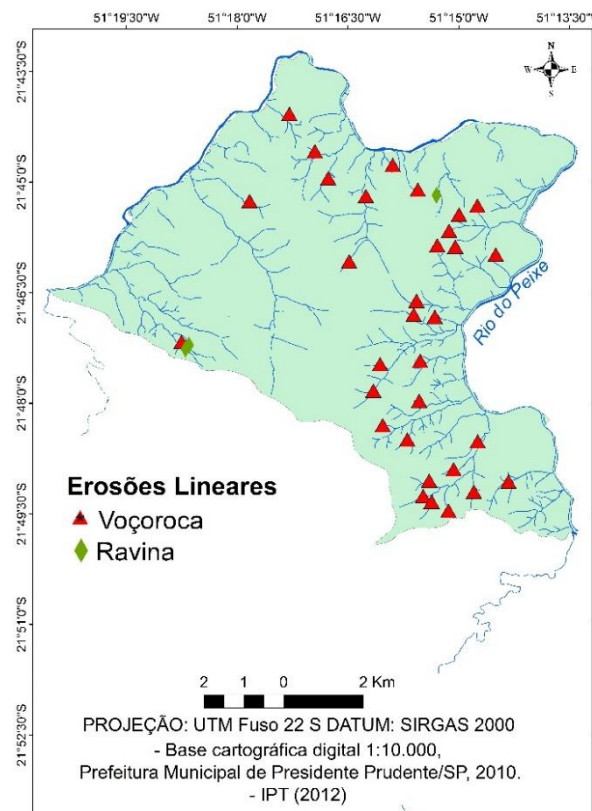 51°19'30"W 51°18'0"W 51°16'30"W 51°15'0"W 51°13'30"W
N
W E
S
21°43'30"S
21°45'0"S
21°46'30"S
Rio do Peixe
21°48'0"S
Erosões Lineares
Voçoroca
21°49'30"S
Ravina
21°51'0"S
2 1 0 2 Km
PROJEÇÃO: UTM Fuso 22 S DATUM: SIRGAS 2000
21°52'30"S
- Base cartográfica digital 1:10.000,
Prefeitura Municipal de Presidente Prudente/SP, 2010.
- IPT (2012)